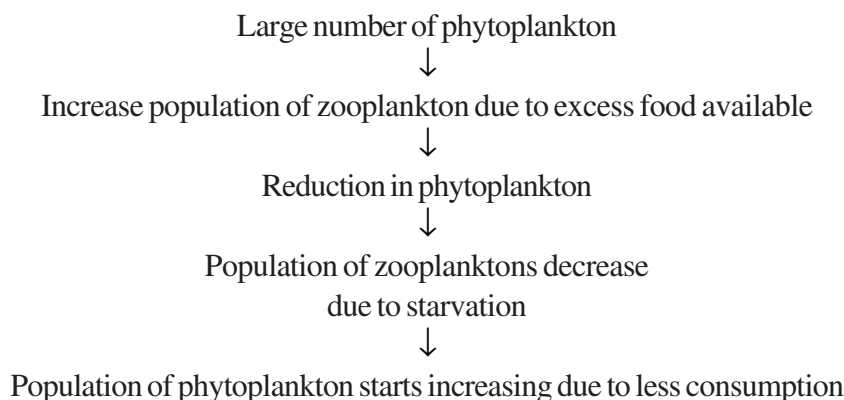 Large number of phytoplankton
↓
Increase population of zooplankton due to excess food available
↓
Reduction in phytoplankton
↓
Population of zooplanktons decrease
due to starvation
↓
Population of phytoplankton starts increasing due to less consumption